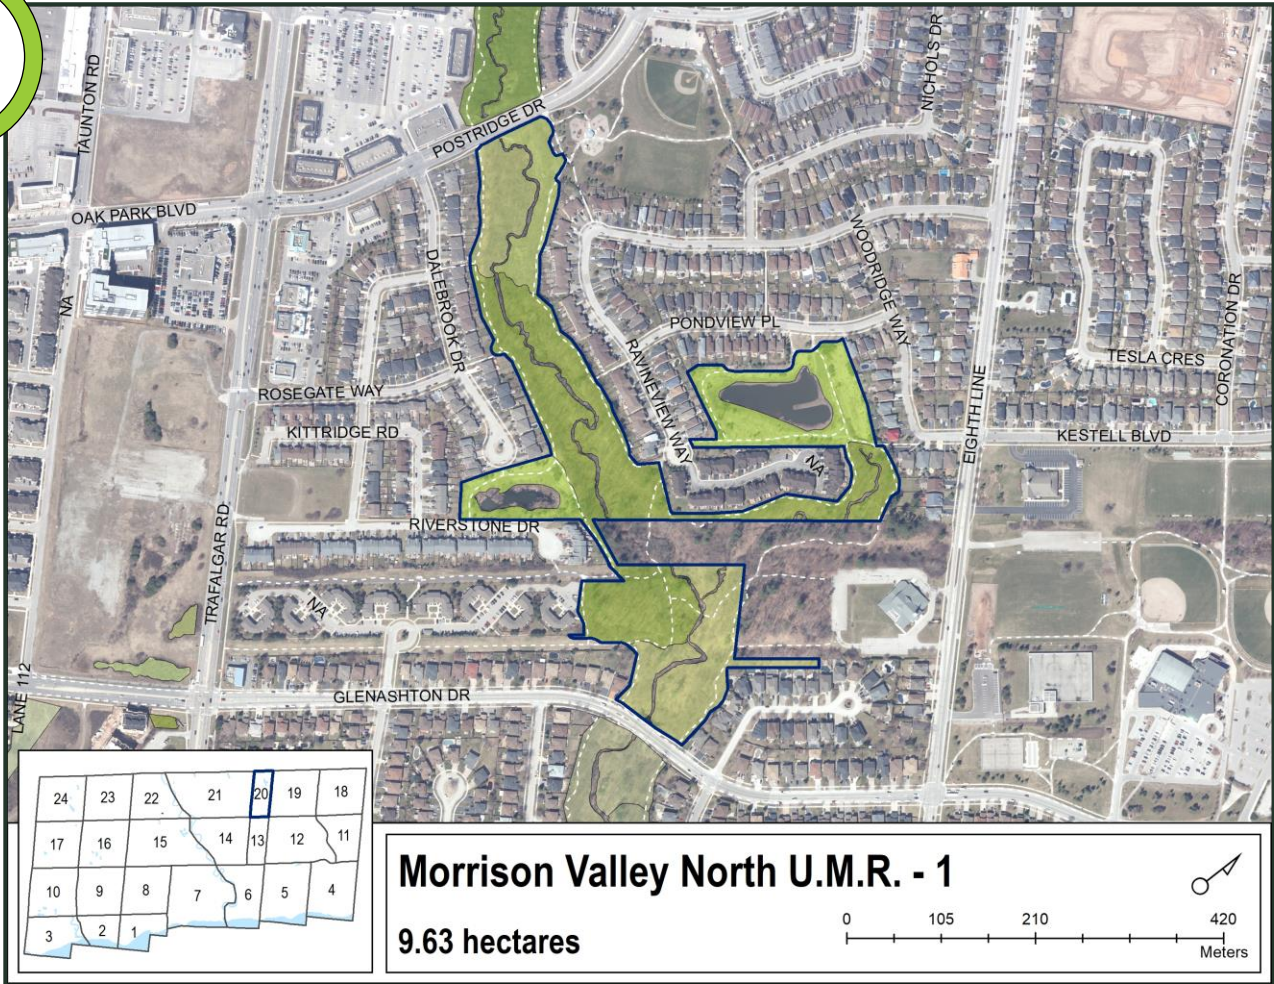 TAUNTON RD
NICHOLS DR
POSTRIDGE DR
OAK PARK BLVD
WOODRIDGE WAY
DALEBROOK DR
NA
PONDVIEW PL
CORONATION DR
TESLA CRES
RAVINEVIEW WAY
ROSEGATE WAY
EIGHTH LINE
KITTRIDGE RD
KESTELL BLVD
NA
RIVERSTONE DR
TRAFALGAR RD
NA
LANE 112
GLENASHTON DR
24 23 22 21 20 19 18
17 16 15 14 13 12 11
10 9 8 7 6 5 4
3 2 1
Morrison Valley North U.M.R. - 1
9.63 hectares
0 105 210 420
Meters